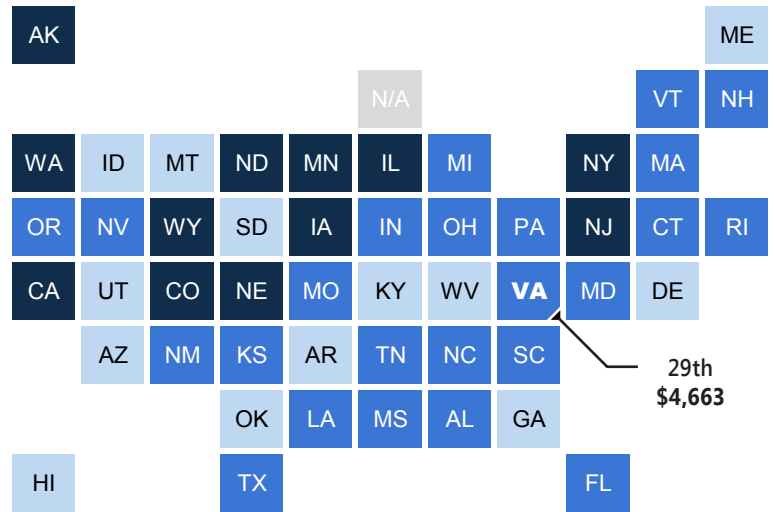 AK ME
N/A VT NH
WA ID MT ND MN IL MI NY MA
OR NV WY SD IA IN OH PA NJ CT RI
CA UT CO NE MO KY WV VA MD DE
AZ NM KS AR TN NC SC
29th
$4,663
OK LA MS AL GA
HI TX FL